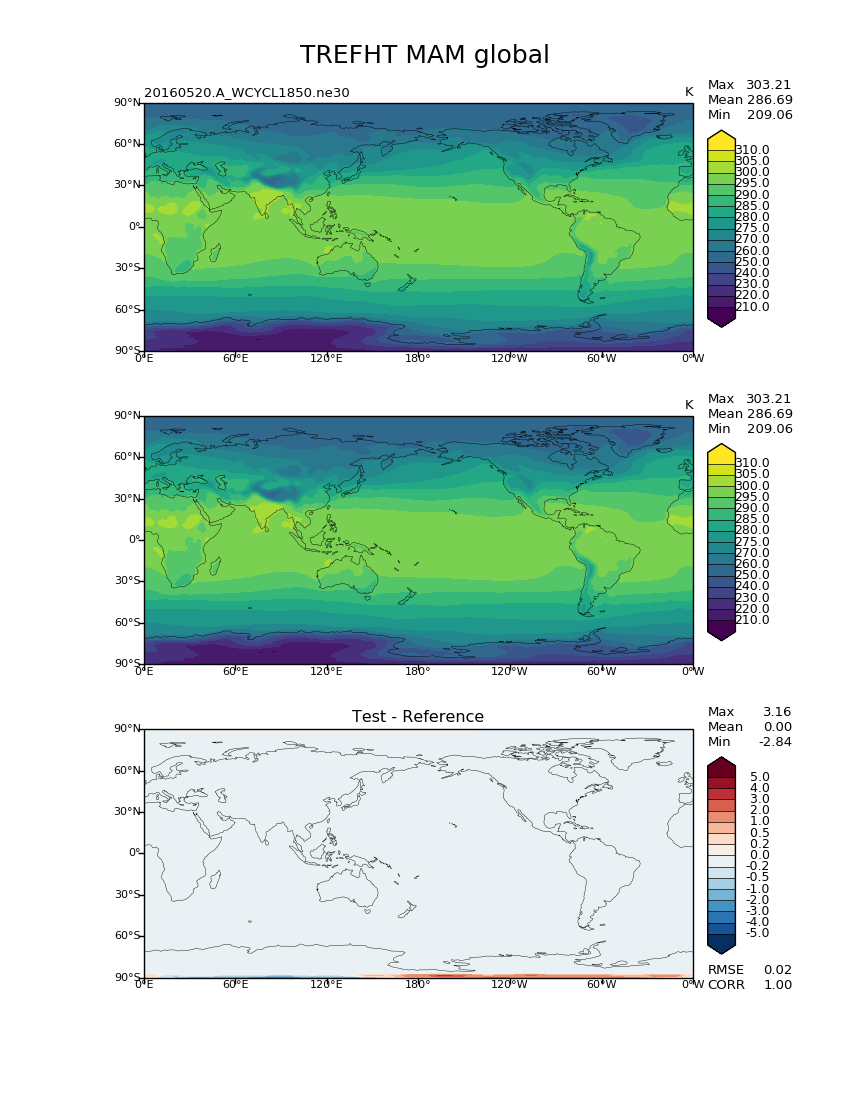 TREFHT MAM global
20160520.A_WCYCL1850.ne30
K
Max 303.21
Mean 286.69
Min 209.06
90°N
60°N
30°N
0°
30°S
60°S
90°S
0°E 60°E 120°E 180° 120°W 60°W 0°W
310.0
305.0
300.0
295.0
290.0
285.0
280.0
275.0
270.0
260.0
250.0
240.0
230.0
220.0
210.0
K
Max 303.21
Mean 286.69
Min 209.06
90°N
60°N
30°N
0°
30°S
60°S
90°S
0°E 60°E 120°E 180° 120°W 60°W 0°W
310.0
305.0
300.0
295.0
290.0
285.0
280.0
275.0
270.0
260.0
250.0
240.0
230.0
220.0
210.0
Test - Reference
Max 3.16
Mean 0.00
Min -2.84
90°N
60°N
30°N
0°
30°S
60°S
90°S
0°E 60°E 120°E 180° 120°W 60°W 0°W
5.0
4.0
3.0
2.0
1.0
0.5
0.2
0.0
-0.2
-0.5
-1.0
-2.0
-3.0
-4.0
-5.0
RMSE 0.02
CORR 1.00